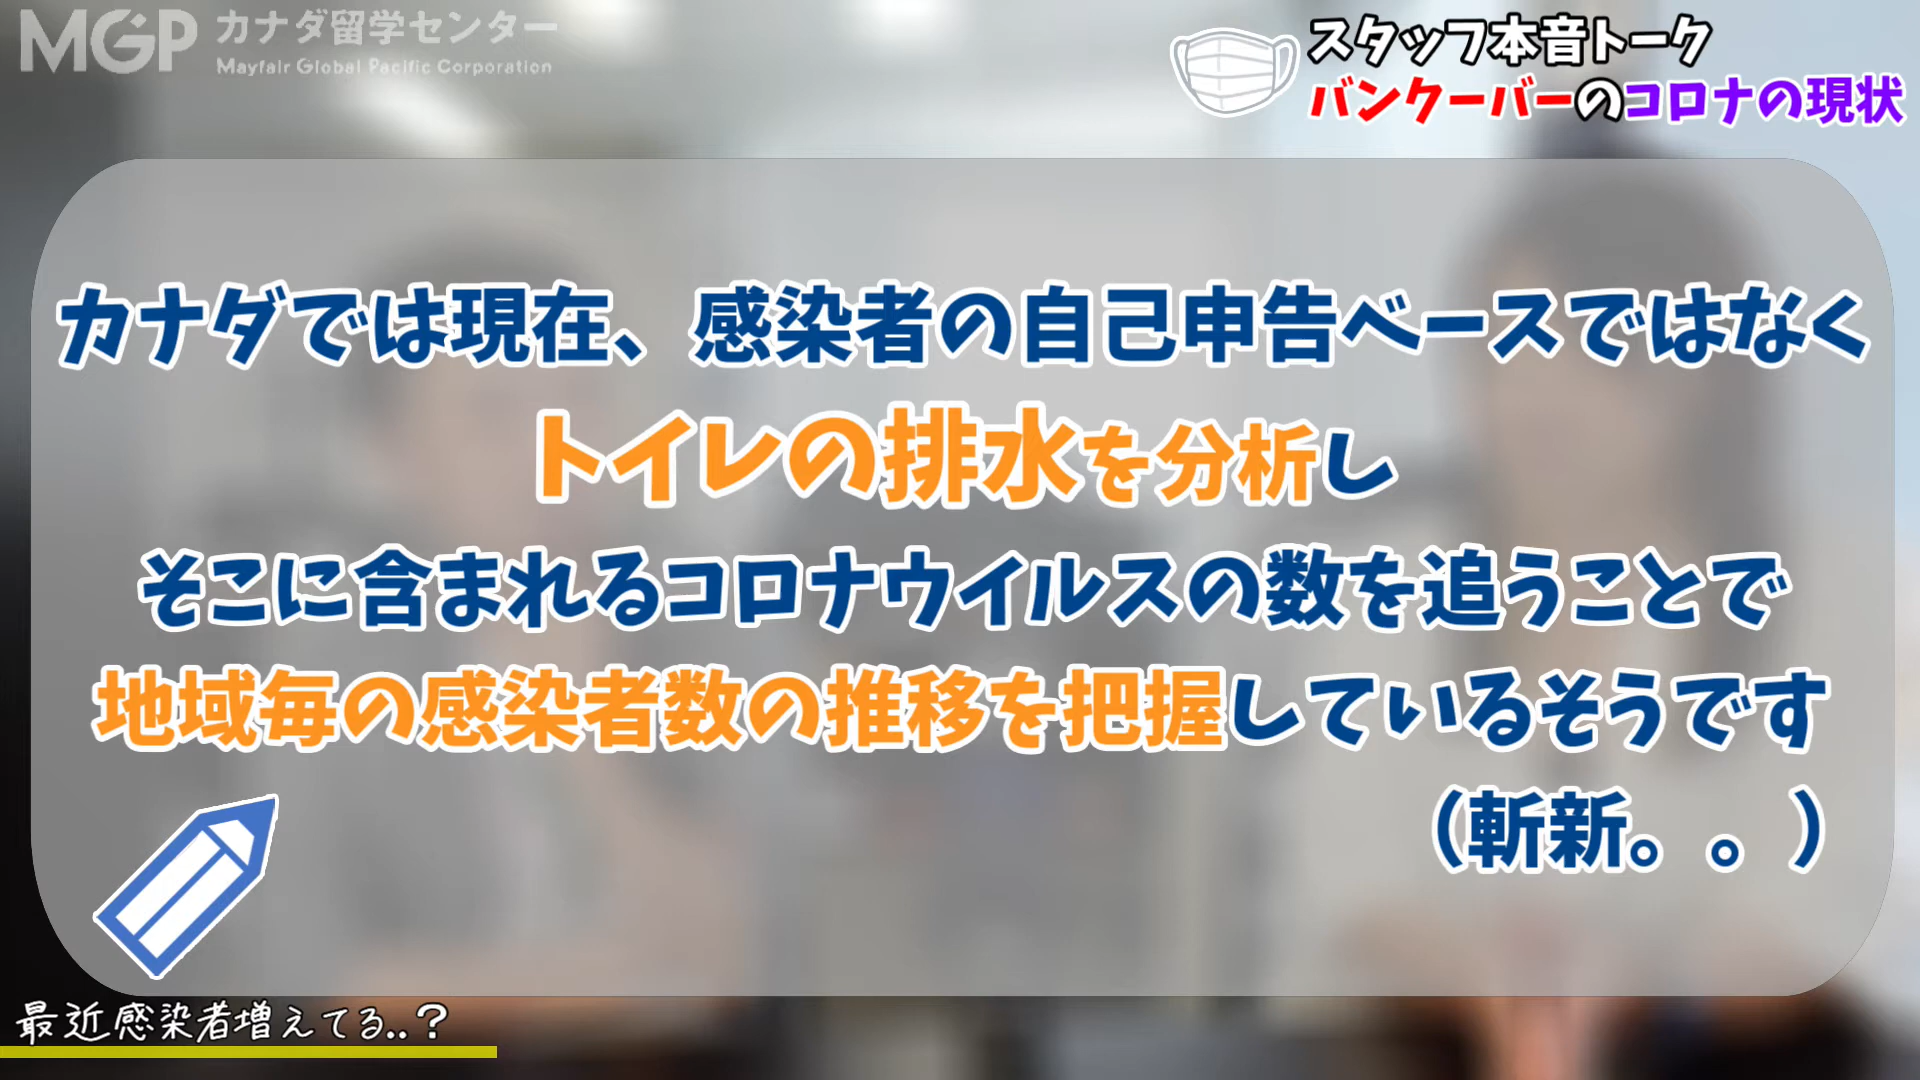 MGP カナダ留学センター
Mayfair Global Pacific Corporation
スタッフ本音トーク
バンクーバーのコロナの現状
カナダでは現在、感染者の自己申告ベースではなく
トイレの排水を分析し
そこに含まれるコロナウイルスの数を追うことで
地域毎の感染者数の推移を把握しているそうです
（斬新。。）
最近感染者増えてる..？